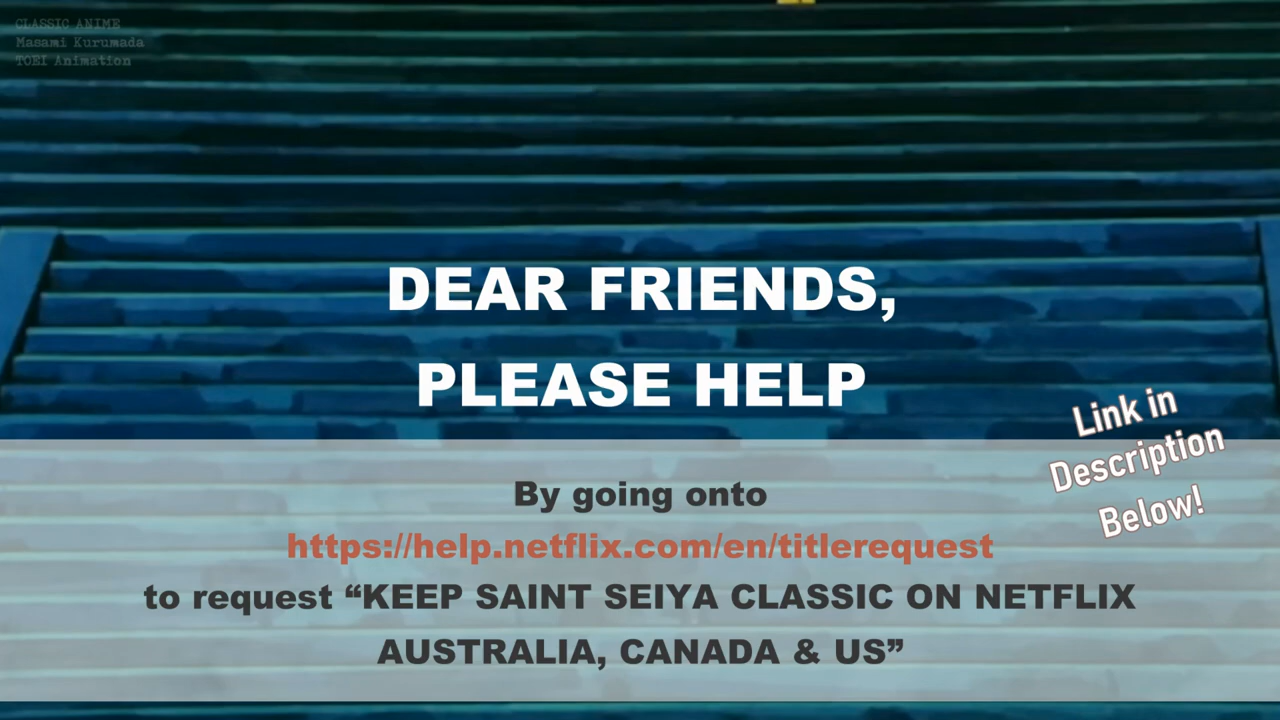 CLASSIC ANIME
Masami Kurumada
TOEI Animation
DEAR FRIENDS,
PLEASE HELP
Link in
Description
Below!
By going onto
https://help.netflix.com/en/titlerequest
to request “KEEP SAINT SEIYA CLASSIC ON NETFLIX
AUSTRALIA, CANADA & US”